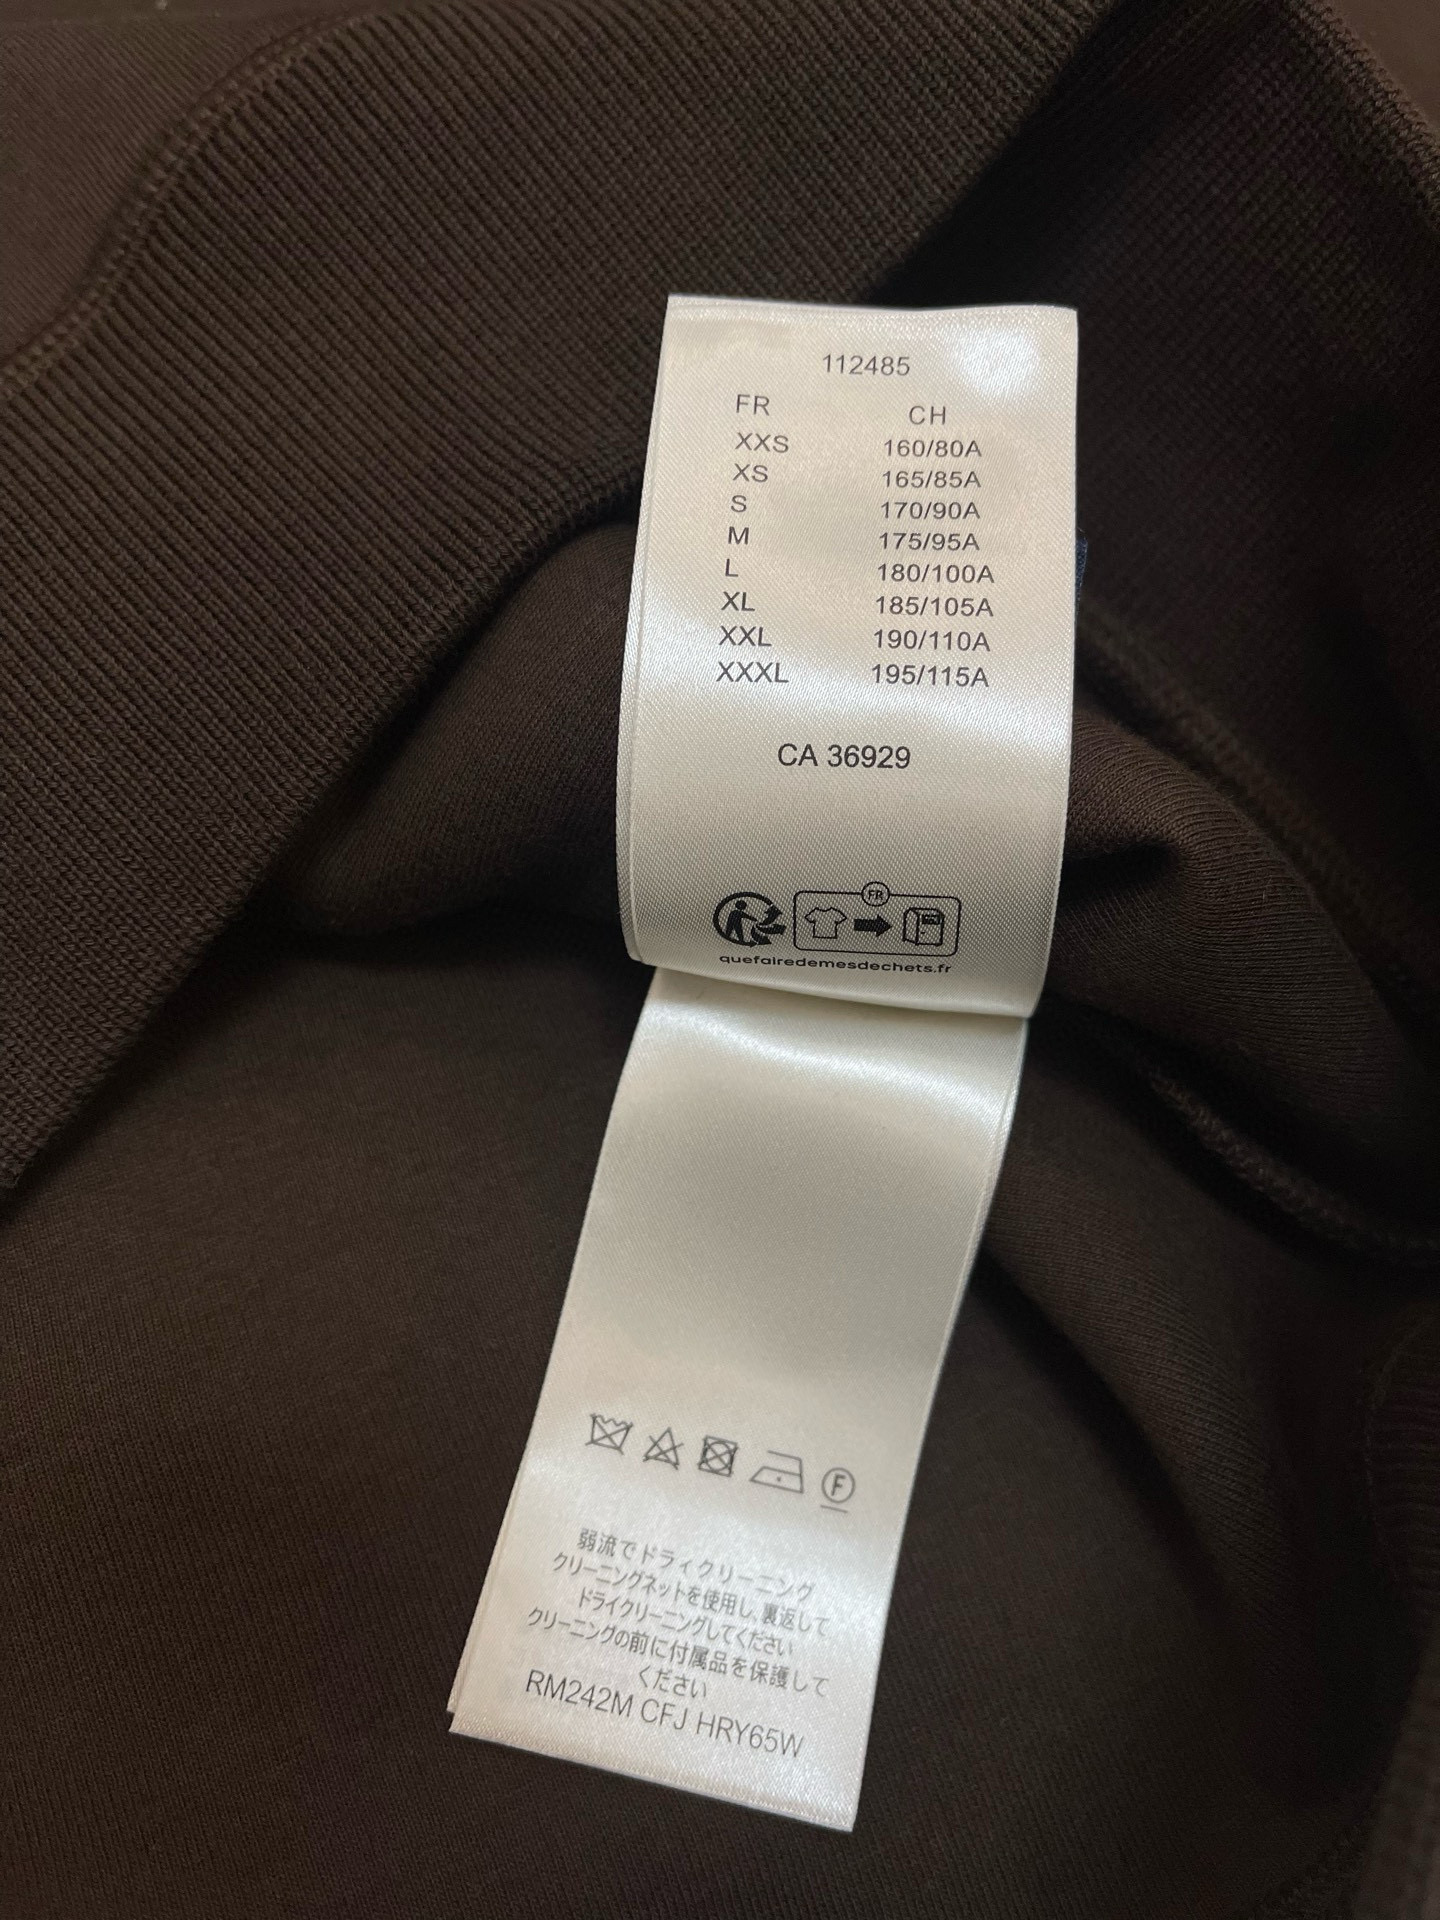 112485
FR CH
XXS 160/80A
XS 165/85A
S 170/90A
M 175/95A
L 180/100A
XL 185/105A
XXL 190/110A
XXXL 195/115A
CA 36929
FR
quefairedemesdechets.fr
F
弱流でドライクリーニング
クリーニングネットを使用し、裏返して
ドライクリーニングしてください
クリーニングの前に付属品を保護して
ください
RM242M CFJ HRY65W